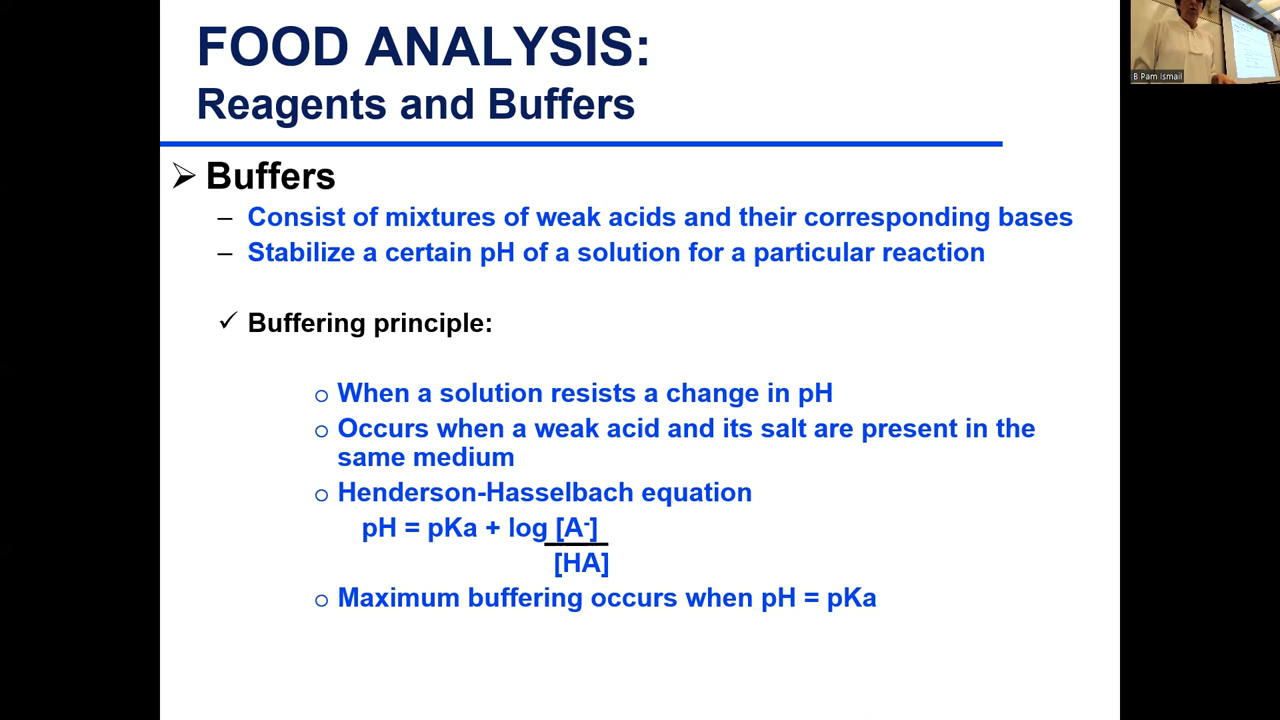 FOOD ANALYSIS:
Reagents and Buffers
B Pam Ismail
➢ Buffers
– Consist of mixtures of weak acids and their corresponding bases
– Stabilize a certain pH of a solution for a particular reaction
✓ Buffering principle:
o When a solution resists a change in pH
o Occurs when a weak acid and its salt are present in the
same medium
o Henderson-Hasselbach equation
pH = pKa + log [A-]
[HA]
o Maximum buffering occurs when pH = pKa